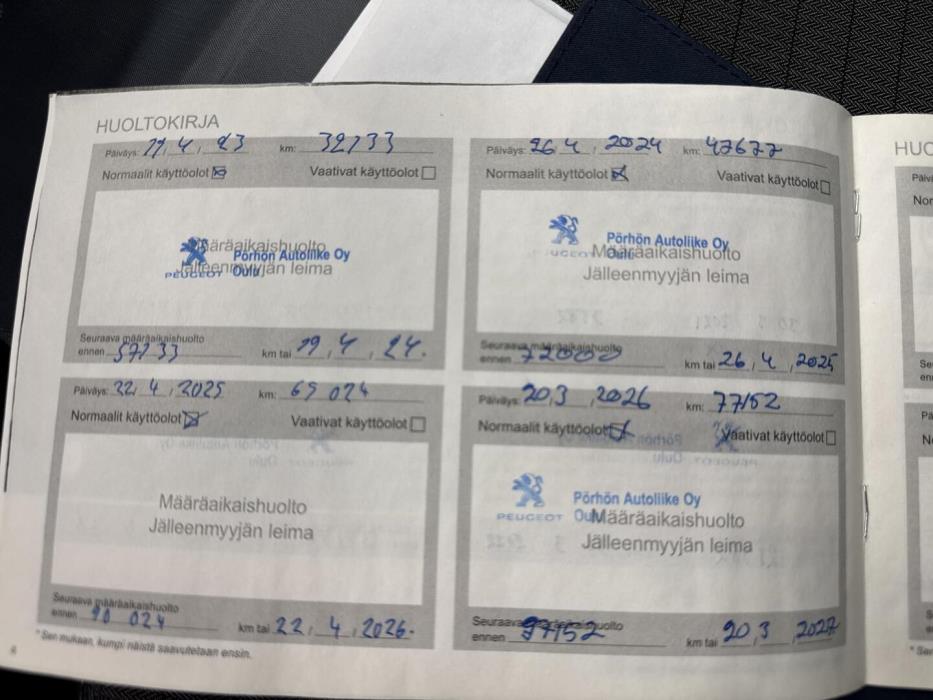 HUOLTOKIRJA
Päiväys: 19, 4, 23 km: 32133
Normaalit käyttöolot Vaativat käyttöolot
Määräaikaishuolto
Pörhön Autoliike Oy
Jälleenmyyjän leima
PEUGEOT Oulu
Seuraava määräaikaishuolto
ennen 57133 km tai 19, 4, 24.
Päiväys: 26.4, 2024 km: 47677
Normaalit käyttöolot Vaativat käyttöolot
Pörhön Autoliike Oy
Määräaikaishuolto
Jälleenmyyjän leima
Seuraava määräaikaishuolto
ennen 72000 km tai 26, 4, 2025
Päiväys: 22.4, 2025 km: 65 024
Normaalit käyttöolot Vaativat käyttöolot
Määräaikaishuolto
Jälleenmyyjän leima
Seuraava määräaikaishuolto
ennen 90 024 km tai 22, 4, 2026.
Päiväys: 20.3, 2026 km: 77152
Normaalit käyttöolot Vaativat käyttöolot
Pörhön Autoliike Oy
PEUGEOT Oulu
Määräaikaishuolto
Jälleenmyyjän leima
Seuraava määräaikaishuolto
ennen 97152 km tai 20, 3, 2027
* Sen mukaan, kumpi näistä saavutetaan ensin.
HUO